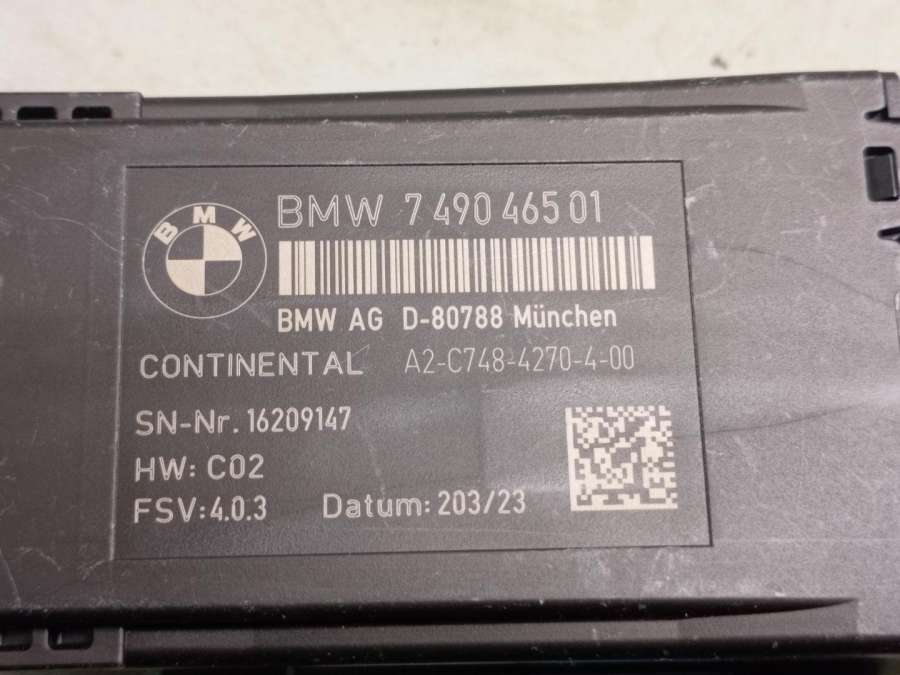 BMW
BMW 7 490 465 01
BMW AG D-80788 München
CONTINENTAL A2-C748-4270-4-00
SN-Nr. 16209147
HW: C02
FSV:4.0.3 Datum: 203/23